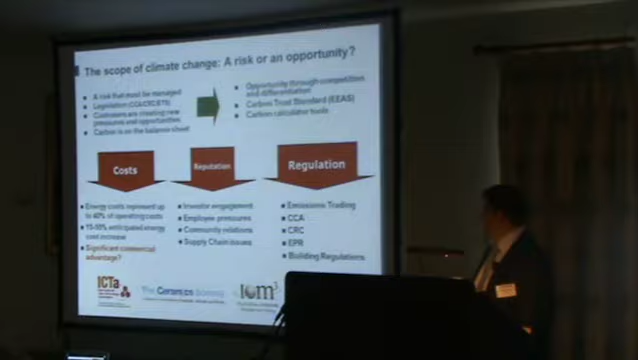 The scope of climate change: A risk or an opportunity?
A risk that must be managed
Legislation (CCA/CRC/ETS)
Customers are creating new
pressures and opportunities
Carbon is on the balance sheet
Opportunity through competition
and differentiation
Carbon Trust Standard (EEAS)
Carbon calculator tools
Costs
Reputation
Regulation
Energy costs represent up
to 40% of operating costs
anticipated energy
cost increase
Significant commercial
advantage?
Investor engagement
Employee pressures
Community relations
Supply Chain issues
Emissions Trading
CCA
CRC
EPR
Building Regulations
ICTa
The Ceramics Society
IOM3